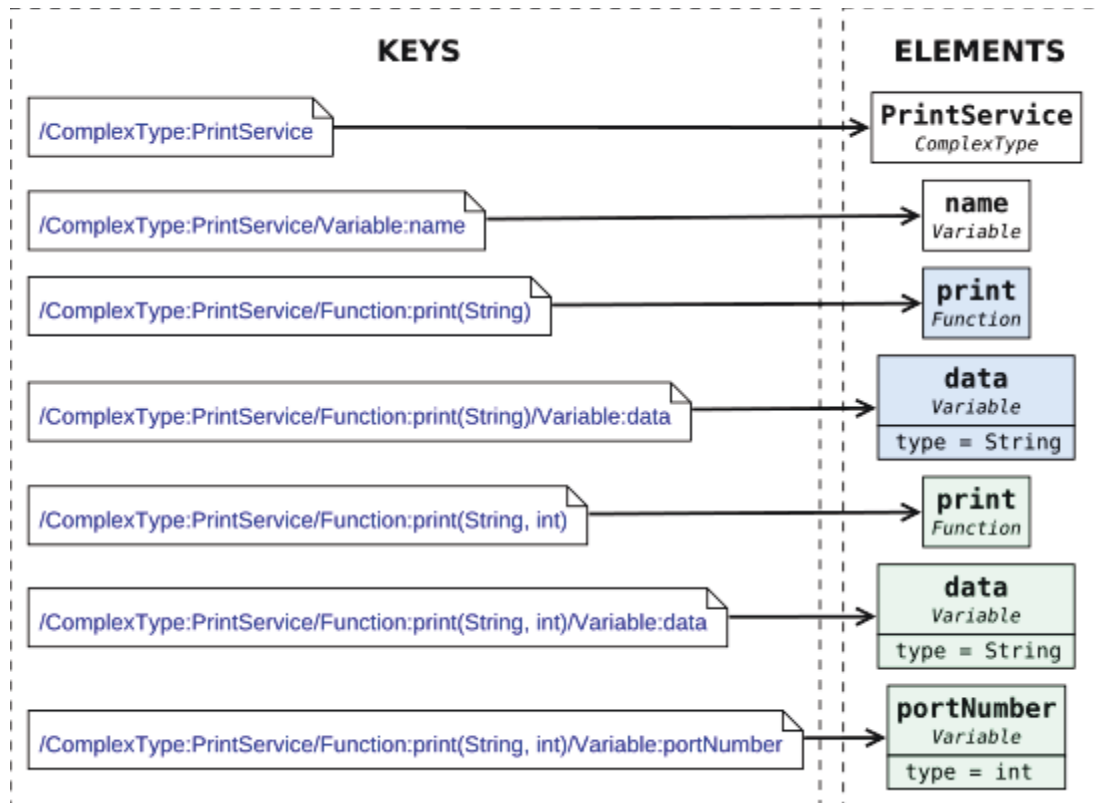 KEYS
ELEMENTS
/ComplexType:PrintService
PrintService
ComplexType
/ComplexType:PrintService/Variable:name
name
Variable
/ComplexType:PrintService/Function:print(String)
print
Function
/ComplexType:PrintService/Function:print(String)/Variable:data
data
Variable
type = String
/ComplexType:PrintService/Function:print(String, int)
print
Function
/ComplexType:PrintService/Function:print(String, int)/Variable:data
data
Variable
type = String
/ComplexType:PrintService/Function:print(String, int)/Variable:portNumber
portNumber
Variable
type = int